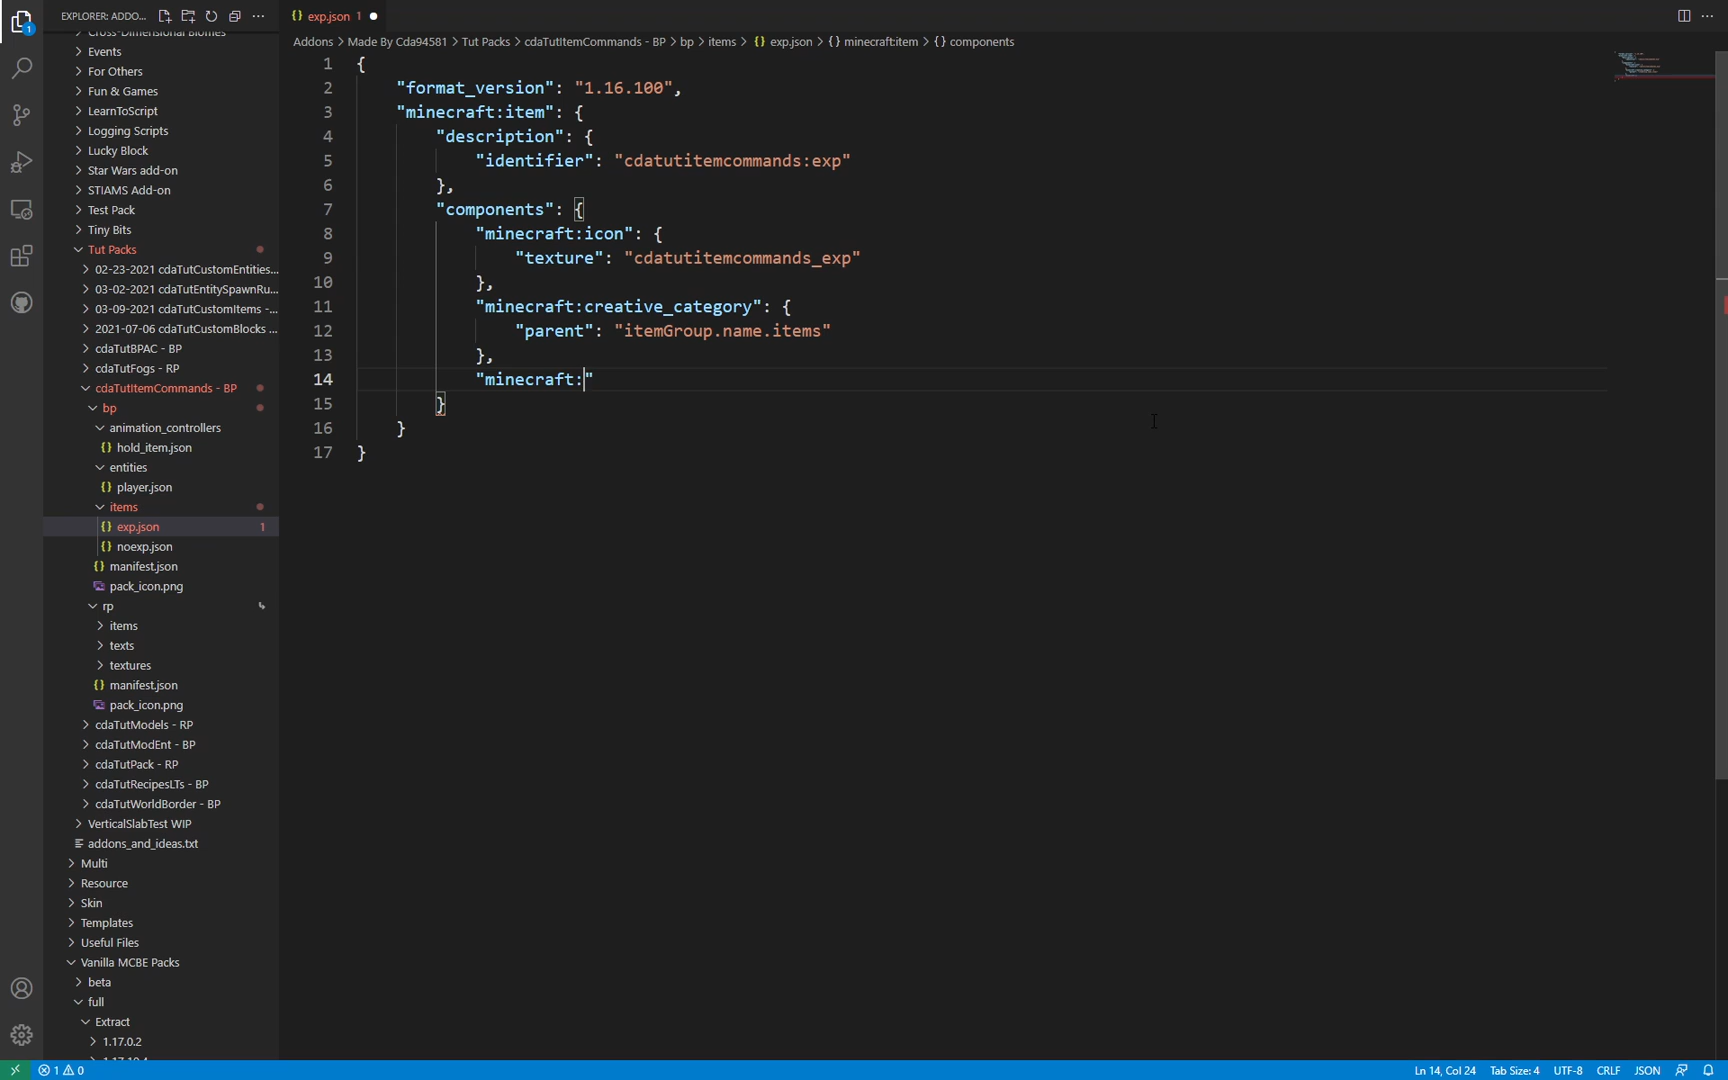 EXPLORER: ADDO...
exp.json 1
Addons > Made By Cda94581 > Tut Packs > cdaTutItemCommands - BP > bp > items > {} exp.json > {} minecraft:item > {} components
Cross-Dimensional Biomes
Events
For Others
Fun & Games
LearnToScript
Logging Scripts
Lucky Block
Star Wars add-on
STIAMS Add-on
Test Pack
Tiny Bits
Tut Packs
02-23-2021 cdaTutCustomEntities...
03-02-2021 cdaTutEntitySpawnRu...
03-09-2021 cdaTutCustomItems -...
2021-07-06 cdaTutCustomBlocks ...
cdaTutBPAC - BP
cdaTutFogs - RP
cdaTutItemCommands - BP
bp
animation_controllers
{} hold_item.json
entities
{} player.json
items
{} exp.json 1
{} noexp.json
{} manifest.json
pack_icon.png
rp
items
texts
textures
{} manifest.json
pack_icon.png
cdaTutModels - RP
cdaTutModEnt - BP
cdaTutPack - RP
cdaTutRecipesLTs - BP
cdaTutWorldBorder - BP
VerticalSlabTest WIP
addons_and_ideas.txt
Multi
Resource
Skin
Templates
Useful Files
Vanilla MCBE Packs
beta
full
Extract
1.17.0.2
1 {
2 "format_version": "1.16.100",
3 "minecraft:item": {
4 "description": {
5 "identifier": "cdatutitemcommands:exp"
6 },
7 "components": {
8 "minecraft:icon": {
9 "texture": "cdatutitemcommands_exp"
10 },
11 "minecraft:creative_category": {
12 "parent": "itemGroup.name.items"
13 },
14 "minecraft:"
15 }
16 }
17 }
1 0
Ln 14, Col 24 Tab Size: 4 UTF-8 CRLF JSON